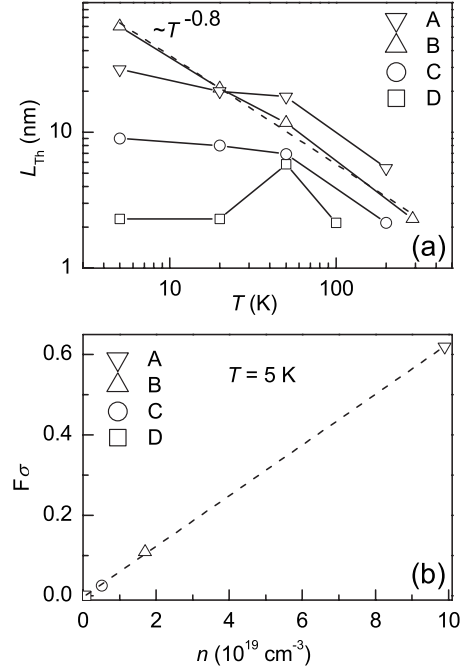 ~T^-0.8
A
B
C
D
L_Th (nm)
10
1
10
100
T (K)
(a)
0.6
0.4
0.2
0.0
A
B
C
D
T = 5 K
Fσ
(b)
0
2
4
6
8
10
n (10^19 cm^-3)